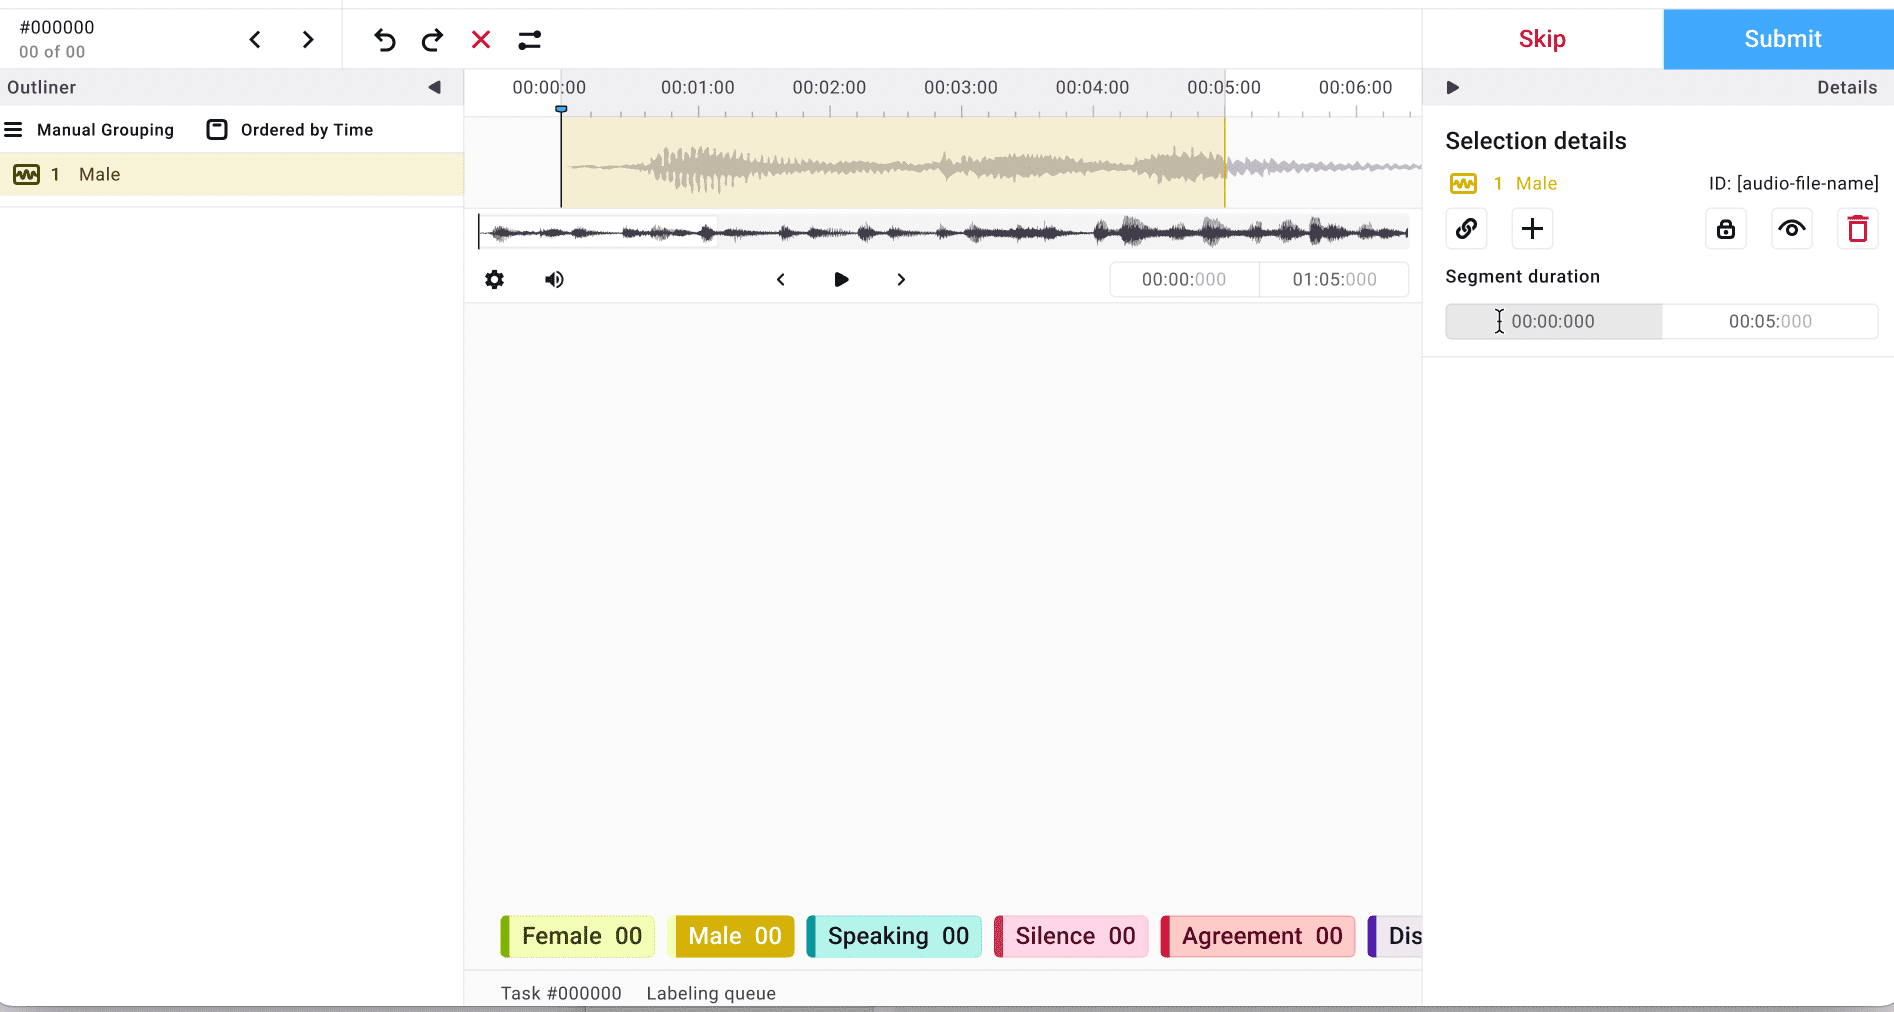 #000000
00 of 00
Skip
Submit
Outliner
00:00:00 00:01:00 00:02:00 00:03:00 00:04:00 00:05:00 00:06:00
Details
Manual Grouping Ordered by Time
1 Male
Selection details
1 Male ID: [audio-file-name]
Segment duration
00:00:000 01:05:000
00:00:000 00:05:000
Female 00 Male 00 Speaking 00 Silence 00 Agreement 00 Dis
Task #000000 Labeling queue